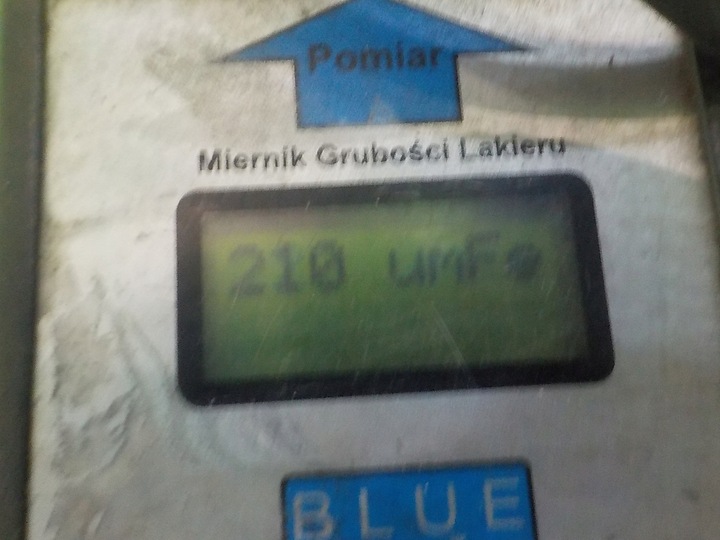 Pomiar
Miernik Grubości Lakieru
210 umFe
BLUE